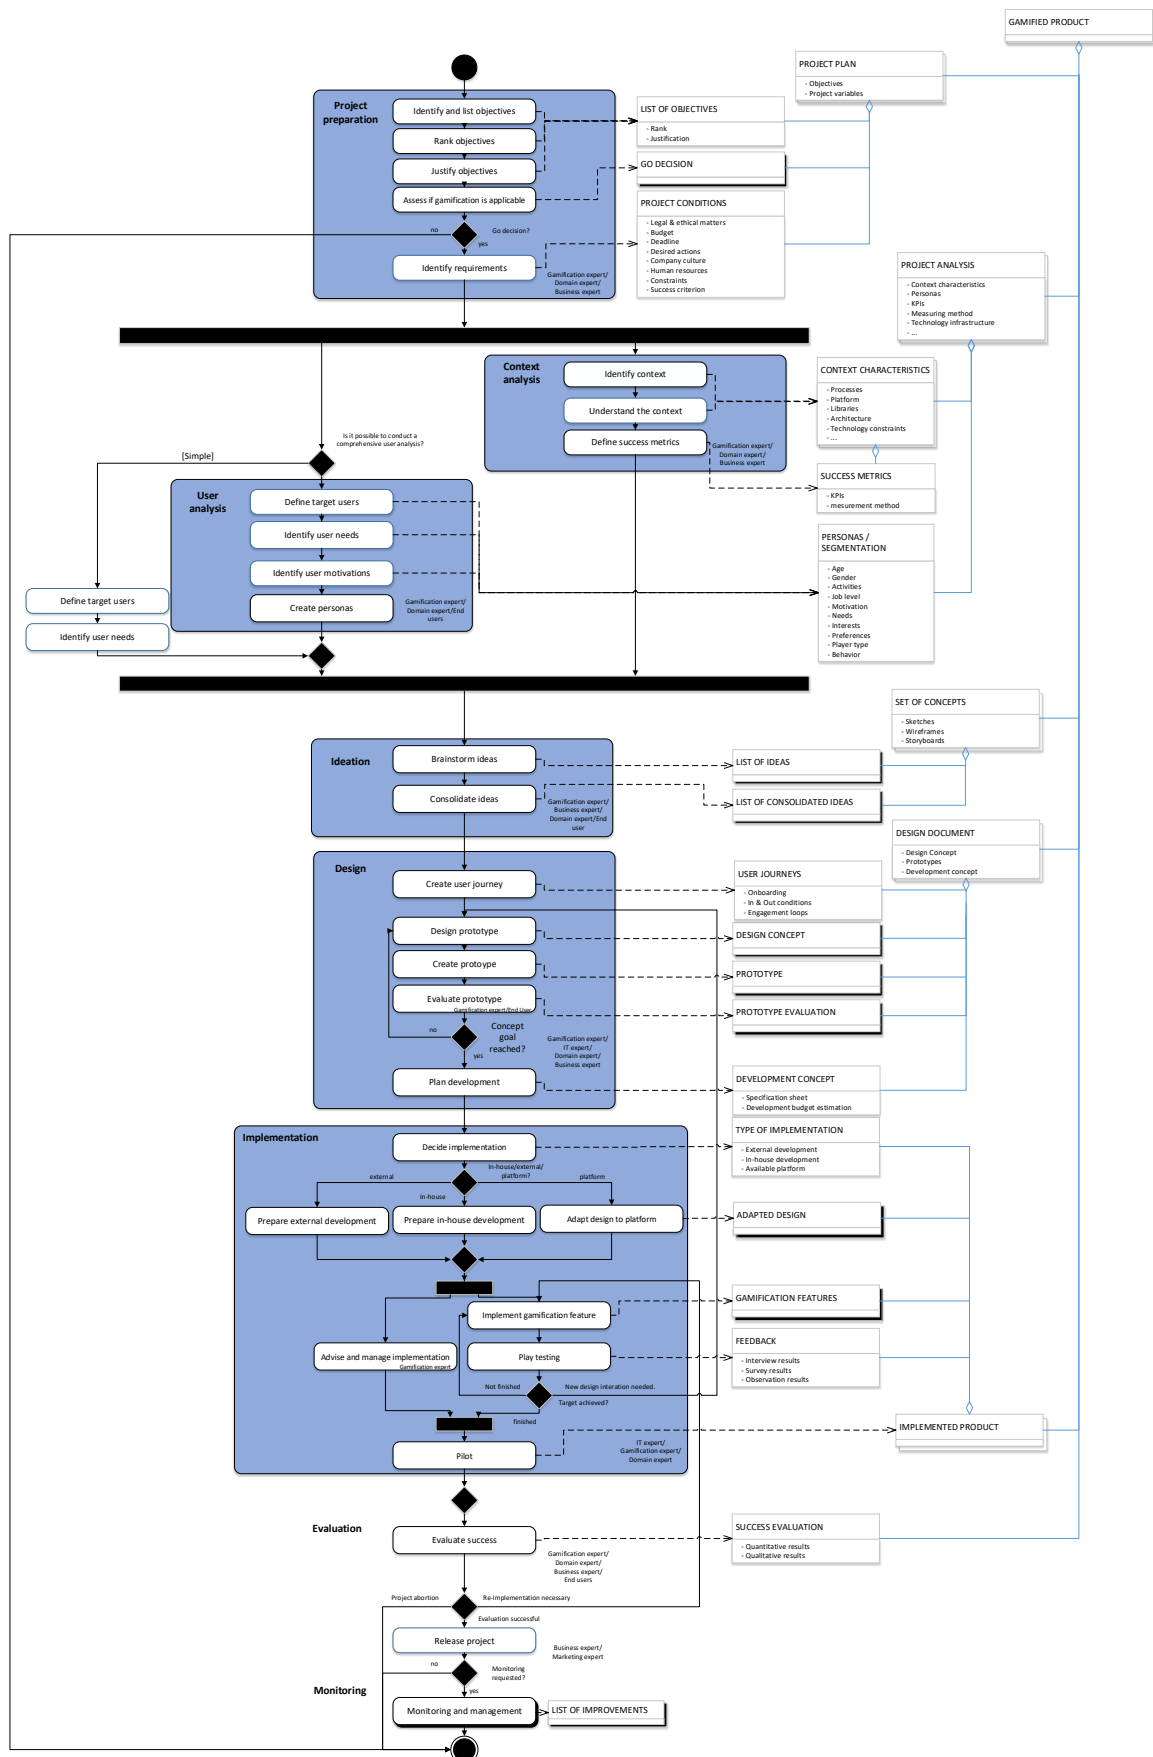 GAMIFIED PRODUCT
PROJECT PLAN
- Objectives
- Project variables
Project
preparation
Identify and list objectives
Rank objectives
Justify objectives
Assess if gamification is applicable
no
Go decision?
yes
Identify requirements
Gamification expert/
Domain expert/
Business expert
LIST OF OBJECTIVES
- Rank
- Justification
GO DECISION
PROJECT CONDITIONS
- Legal & ethical matters
- Budget
- Deadline
- Desired actions
- Company culture
- Human resources
- Constraints
- Success criterion
PROJECT ANALYSIS
- Context characteristics
- Personas
- KPIs
- Measuring method
- Technology infrastructure
- ...
Context
analysis
Identify context
Understand the context
Define success metrics
Gamification expert/
Domain expert/
Business expert
CONTEXT CHARACTERISTICS
- Processes
- Platform
- Libraries
- Architecture
- Technology constraints
- ...
SUCCESS METRICS
- KPIs
- mesurement method
Is it possible to conduct a
comprehensive user analysis?
[Simple]
User
analysis
Define target users
Identify user needs
Identify user motivations
Create personas
Gamification expert/
Domain expert/End
users
Define target users
Identify user needs
PERSONAS /
SEGMENTATION
- Age
- Gender
- Activities
- Job level
- Motivation
- Needs
- Interests
- Preferences
- Player type
- Behavior
SET OF CONCEPTS
- Sketches
- Wireframes
- Storyboards
Ideation
Brainstorm ideas
Consolidate ideas
Gamification expert/
Business expert/
Domain expert/End
user
LIST OF IDEAS
LIST OF CONSOLIDATED IDEAS
DESIGN DOCUMENT
- Design Concept
- Prototypes
- Development concept
Design
Create user journey
Design prototype
Create protoype
Evaluate prototype
Gamification expert/End User
no
Concept
goal
reached?
yes
Gamification expert/
IT expert/
Domain expert/
Business expert
Plan development
USER JOURNEYS
- Onboarding
- In & Out conditions
- Engagement loops
DESIGN CONCEPT
PROTOTYPE
PROTOTYPE EVALUATION
DEVELOPMENT CONCEPT
- Specification sheet
- Development budget estimation
TYPE OF IMPLEMENTATION
- External development
- In-house development
- Available platform
Implementation
Decide implementation
In-house/external/
platform?
external
platform
In-house
Prepare external development
Prepare in-house development
Adapt design to platform
ADAPTED DESIGN
Implement gamification feature
GAMIFICATION FEATURES
Advise and manage implementation
Gamification expert
Play testing
FEEDBACK
- Interview results
- Survey results
- Observation results
Not finished
New design interation needed.
Target achieved?
finished
Pilot
IT expert/
Gamification expert/
Domain expert
IMPLEMENTED PRODUCT
Evaluation
Evaluate success
Gamification expert/
Domain expert/
Business expert/
End users
SUCCESS EVALUATION
- Quantitative results
- Qualitative results
Project abortion
Re-Implementation necessary
Evaluation successful
Release project
Business expert/
Marketing expert
no
Monitoring
requested?
yes
Monitoring
Monitoring and management
LIST OF IMPROVEMENTS